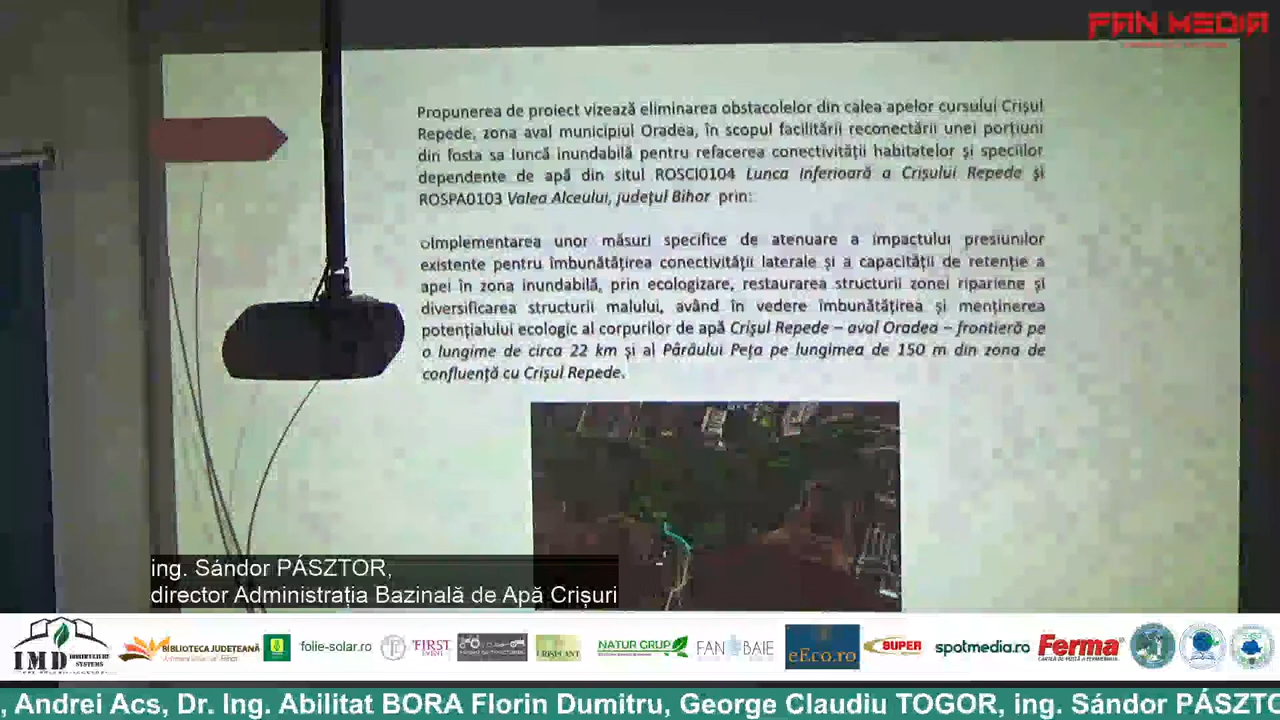 FAN MEDIA
Propunerea de proiect vizează eliminarea obstacolelor din calea apelor cursului Crișul
Repede, zona aval municipiul Oradea, în scopul facilitării reconectării unei porțiuni
din fosta sa luncă inundabilă pentru refacerea conectivității habitatelor și speciilor
dependente de apă din situl ROSCI0104 Lunca Inferioară a Crișului Repede și
ROSPA0103 Valea Alceului, județul Bihor prin:
oImplementarea unor măsuri specifice de atenuare a impactului presiunilor
existente pentru îmbunătățirea conectivității laterale și a capacității de retenție a
apei în zona inundabilă, prin ecologizare, restaurarea structurii zonei ripariene și
diversificarea structurii malului, având în vedere îmbunătățirea și menținerea
potențialului ecologic al corpurilor de apă Crișul Repede – aval Oradea – frontieră pe
o lungime de circa 22 km și al Pârâului Peța pe lungimea de 150 m din zona de
confluență cu Crișul Repede.
ing. Sándor PÁSZTOR,
director Administrația Bazinală de Apă Crișuri
IMD HORTICULTURE SYSTEMS
BIBLIOTECA JUDEȚEANĂ
folie-solar.ro
FIRST
NATUR GRUP
FAN BAIE
eEco.ro
SUPER
spotmedia.ro
Ferma
, Andrei Acs, Dr. Ing. Abilitat BORA Florin Dumitru, George Claudiu TOGOR, ing. Sándor PÁSZTO